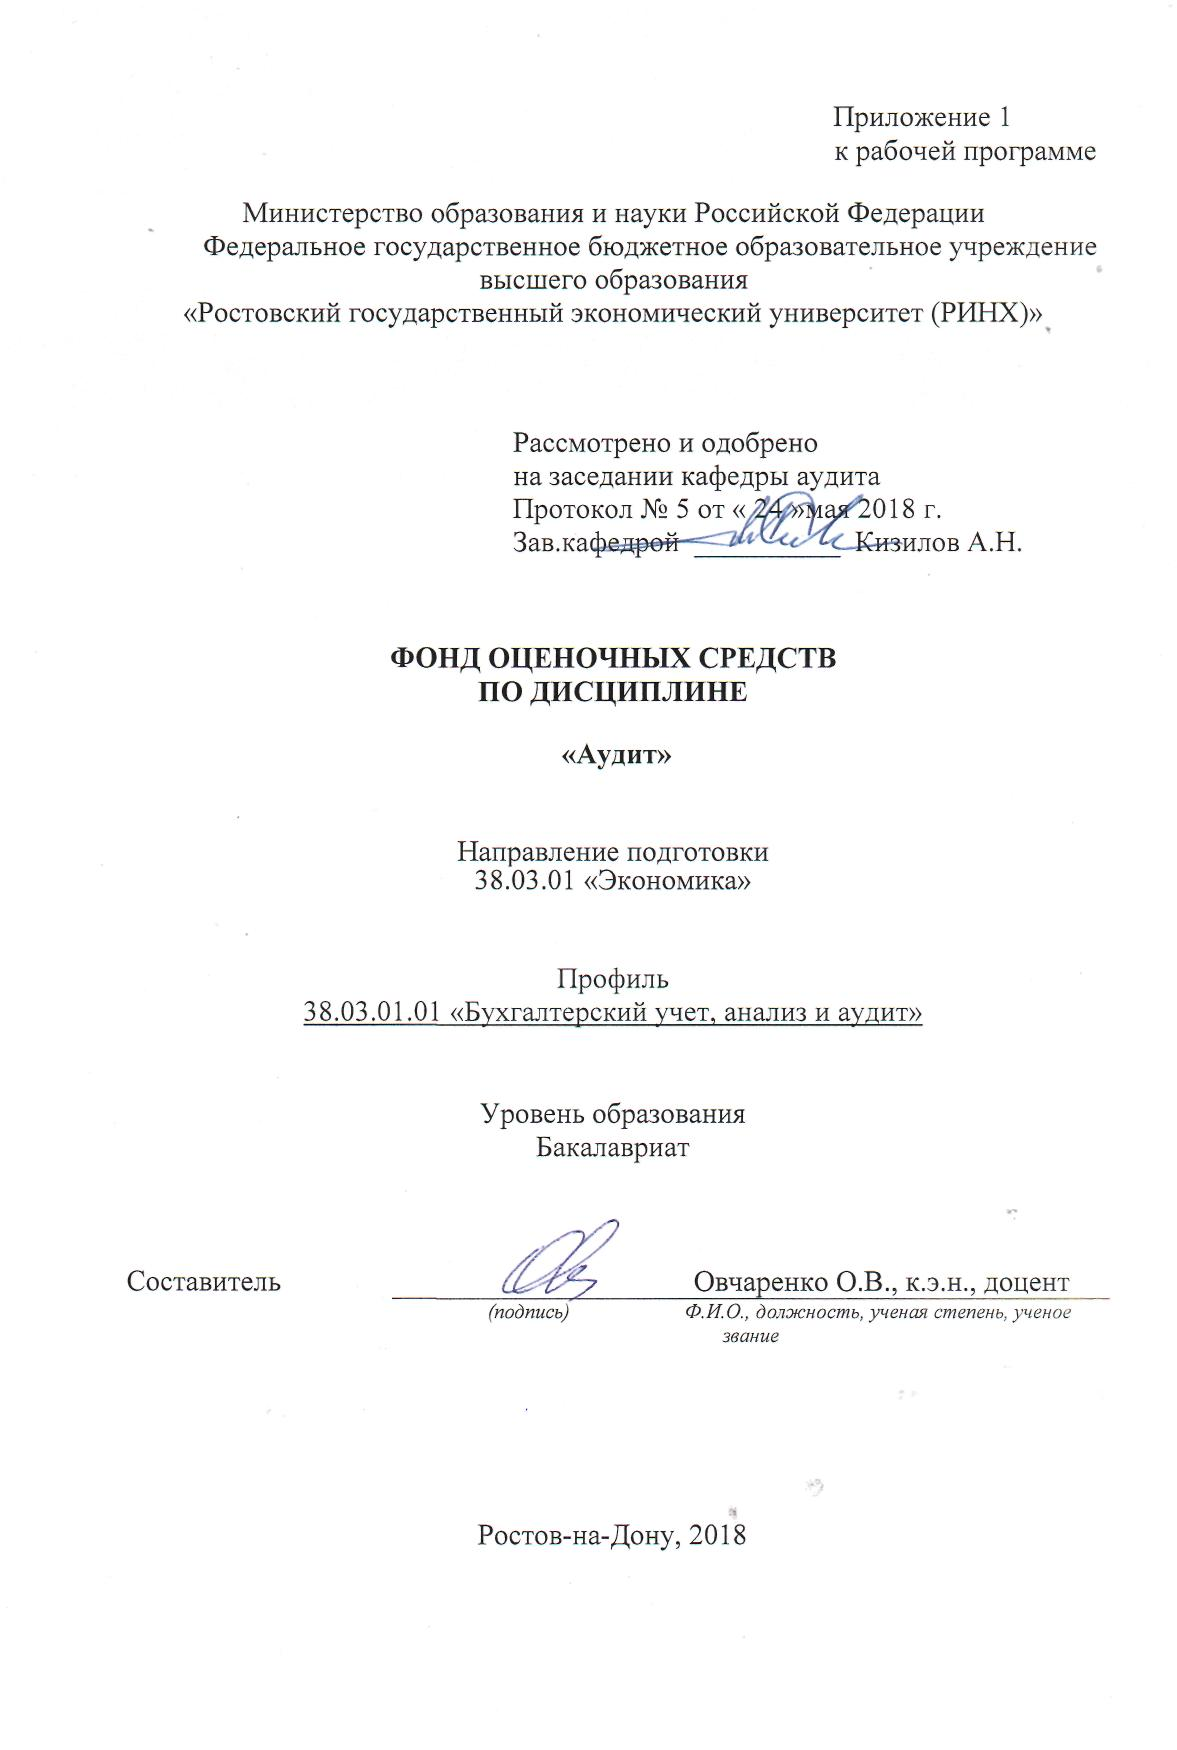 Приложение 1
к рабочей программе
Министерство образования и науки Российской Федерации
Федеральное государственное бюджетное образовательное учреждение
высшего образования
«Ростовский государственный экономический университет (РИНХ)»
Рассмотрено и одобрено
на заседании кафедры аудита
Протокол № 5 от « 24 »мая 2018 г.
Зав.кафедрой __________ Кизилов А.Н.
ФОНД ОЦЕНОЧНЫХ СРЕДСТВ
ПО ДИСЦИПЛИНЕ
«Аудит»
Направление подготовки
38.03.01 «Экономика»
Профиль
38.03.01.01 «Бухгалтерский учет, анализ и аудит»
Уровень образования
Бакалавриат
Составитель Овчаренко О.В., к.э.н., доцент
(подпись) Ф.И.О., должность, ученая степень, ученое
звание
Ростов-на-Дону, 2018